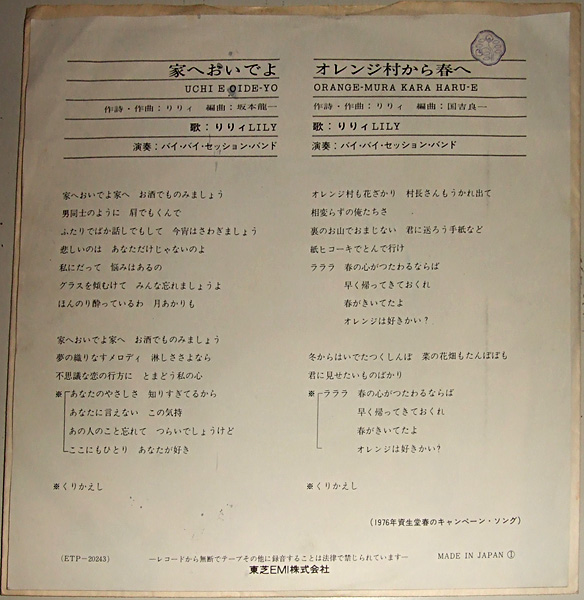 家へおいでよ
UCHI E OIDE-YO
作詩・作曲：りりィ　編曲：坂本龍一
歌：りりィLILY
演奏：バイ・バイ・セッション・バンド
家へおいでよ家へ　お酒でものみましょう
男同士のように　肩でもくんで
ふたりでばか話しでもして　今宵はさわぎましょう
悲しいのは　あなただけじゃないのよ
私にだって　悩みはあるの
グラスを傾むけて　みんな忘れましょうよ
ほんのり酔っているわ　月あかりも
家へおいでよ家へ　お酒でものみましょう
夢の織りなすメロディ　淋しささよなら
不思議な恋の行方に　とまどう私の心
※あなたのやさしさ　知りすぎてるから
あなたに言えない　この気持
あの人のこと忘れて　つらいでしょうけど
ここにもひとり　あなたが好き
※くりかえし
オレンジ村から春へ
ORANGE-MURA KARA HARU-E
作詩・作曲：りりィ　編曲：国吉良一
歌：りりィLILY
演奏：バイ・バイ・セッション・バンド
オレンジ村も花ざかり　村長さんもうかれ出て
相変らずの俺たちさ
裏のお山でおまじない　君に送ろう手紙など
紙ヒコーキでとんで行け
ラララ　春の心がつたわるならば
早く帰ってきておくれ
春がきいてたよ
オレンジは好きかい？
冬からはいでたつくしんぼ　菜の花畑もたんぽぽも
君に見せたいものばかり
※ラララ　春の心がつたわるならば
早く帰ってきておくれ
春がきいてたよ
オレンジは好きかい？
※くりかえし
（1976年資生堂春のキャンペーン・ソング）
(ETP-20243)
―レコードから無断でテープその他に録音することは法律で禁じられています―
MADE IN JAPAN ①
東芝EMI株式会社